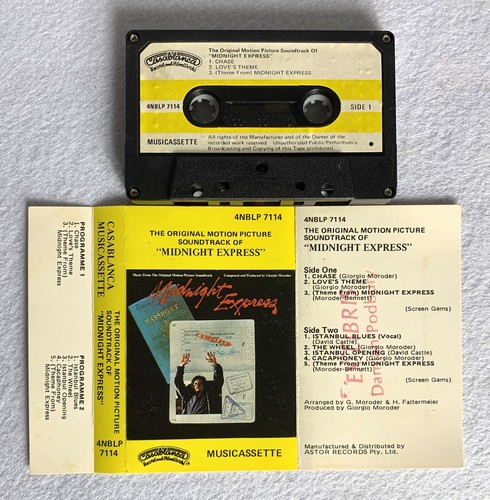 Casablanca
Record and FilmWorks
The Original Motion Picture Soundtrack Of
"MIDNIGHT EXPRESS"
1. CHASE
2. LOVE'S THEME
3. (Theme From) MIDNIGHT EXPRESS
4NBLP 7114
SIDE 1
MUSICASSETTE
All rights of the Manufacturer and of the Owner of the
recorded work reserved. Unauthorized Public Performance,
Broadcasting and Copying of this Tape prohibited.
PROGRAMME 1
1. Chase
2. Love's Theme
3. (Theme From)
Midnight Express
PROGRAMME 2
1. Istanbul Blues
2. The Wheel
3. Istanbul Opening
4. Cacaphoney
5. (Theme From)
Midnight Express
CASABLANCA
MUSICASSETTE
THE ORIGINAL MOTION PICTURE
SOUNDTRACK OF
"MIDNIGHT EXPRESS"
4NBLP
7114
4NBLP 7114
THE ORIGINAL MOTION PICTURE
SOUNDTRACK OF
"MIDNIGHT EXPRESS"
Music From The Original Motion Picture Soundtrack
Composed and Produced by Giorgio Moroder
Midnight
Express
PASSPORT
CANCELLED
Casablanca
Record and FilmWorks
MUSICASSETTE
4NBLP 7114
THE ORIGINAL MOTION PICTURE
SOUNDTRACK OF
"MIDNIGHT EXPRESS"
Side One
1. CHASE (Giorgio Moroder)
2. LOVE'S THEME
(Giorgio Moroder)
3. (Theme From) MIDNIGHT EXPRESS
(Moroder-Bennett)
(Screen Gems)
Side Two
1. ISTANBUL BLUES (Vocal)
(David Castle)
2. THE WHEEL (Giorgio Moroder)
3. ISTANBUL OPENING (David Castle)
4. CACAPHONEY (Giorgio Moroder)
5. (Theme From) MIDNIGHT EXPRESS
(Moroder-Bennett)
(Screen Gems)
Arranged by G. Moroder & H. Faltermeier
Produced by Giorgio Moroder
Manufactured & Distributed by
ASTOR RECORDS Pty. Ltd.